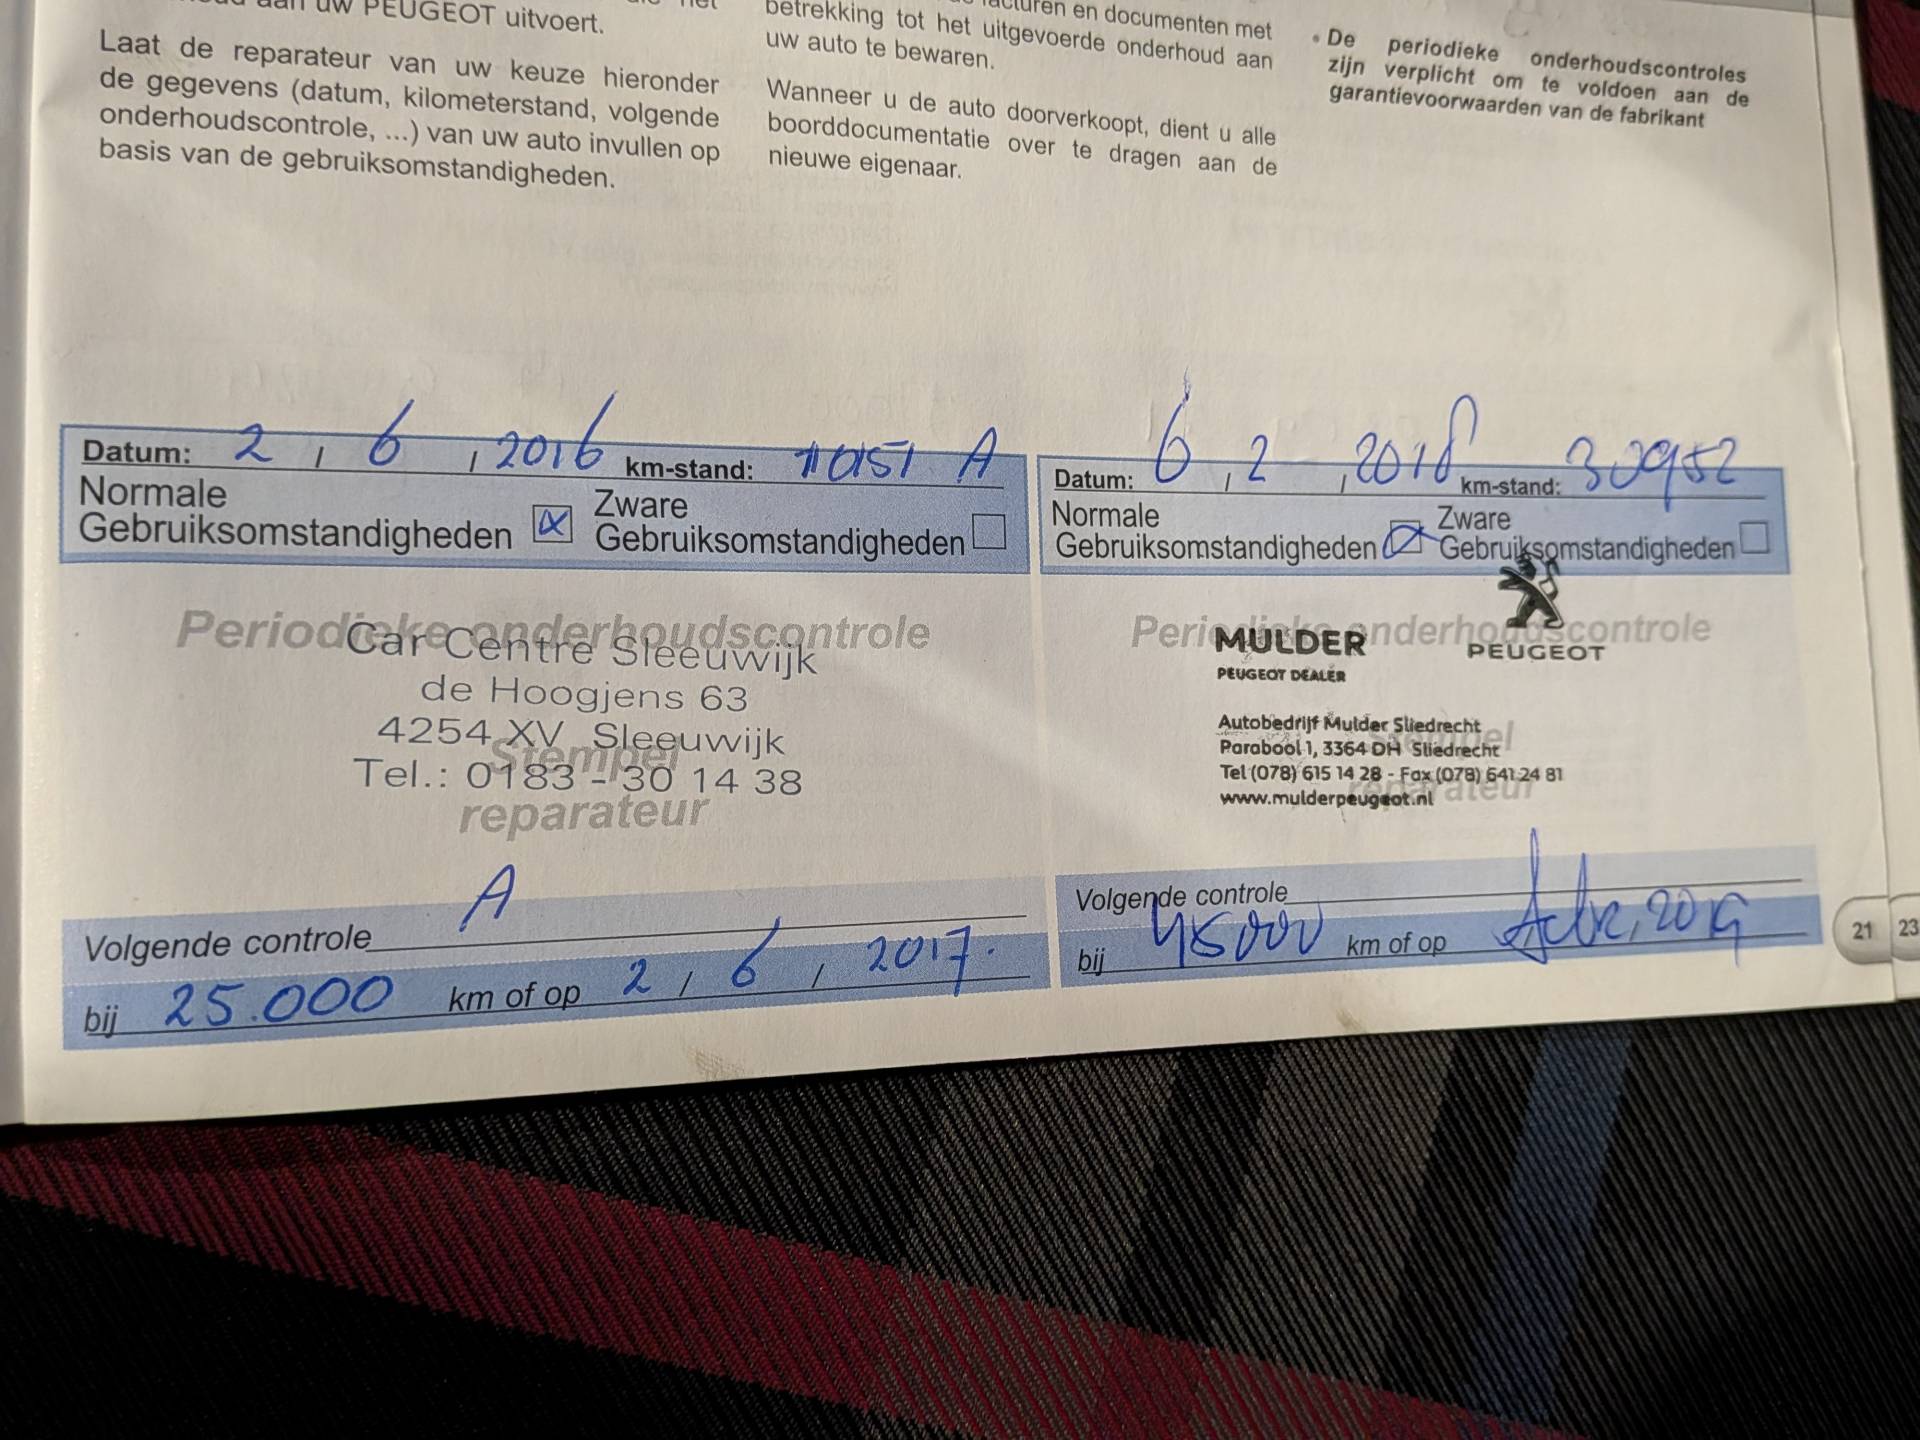 aan uw PEUGEOT uitvoert.
Laat de reparateur van uw keuze hieronder
de gegevens (datum, kilometerstand, volgende
onderhoudscontrole, ...) van uw auto invullen op
basis van de gebruiksomstandigheden.
facturen en documenten met
betrekking tot het uitgevoerde onderhoud aan
uw auto te bewaren.
Wanneer u de auto doorverkoopt, dient u alle
boorddocumentatie over te dragen aan de
nieuwe eigenaar.
• De periodieke onderhoudscontroles
zijn verplicht om te voldoen aan de
garantievoorwaarden van de fabrikant
Datum: 2 / 6 / 2016 km-stand: 10151 A
Normale
Gebruiksomstandigheden
Zware
Gebruiksomstandigheden
Periodieke onderhoudscontrole
Car Centre Sleeuwijk
de Hoogjens 63
4254 XV Sleeuwijk
Stempel
Tel.: 0183 - 30 14 38
reparateur
Volgende controle A
bij 25.000 km of op 2 / 6 / 2017.
Datum: 6 / 2 / 2018 km-stand: 30952
Normale
Gebruiksomstandigheden
Zware
Gebruiksomstandigheden
Periodieke onderhoudscontrole
MULDER
PEUGEOT DEALER
PEUGEOT
Autobedrijf Mulder Sliedrecht
Stempel
Parabool 1, 3364 DH Sliedrecht
Tel (078) 615 14 28 - Fax (078) 641 24 81
reparateur
www.mulderpeugeot.nl
Volgende controle
bij 45000 km of op 2019
21 23